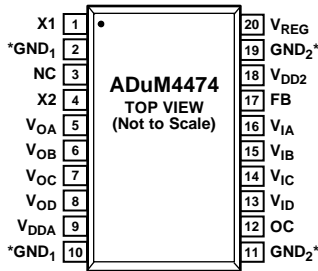 X1 1
*GND1 2
NC 3
X2 4
VOA 5
VOB 6
VOC 7
VOD 8
VDDA 9
*GND1 10
ADuM4474
TOP VIEW
(Not to Scale)
20 VREG
19 GND2*
18 VDD2
17 FB
16 VIA
15 VIB
14 VIC
13 VID
12 OC
11 GND2*